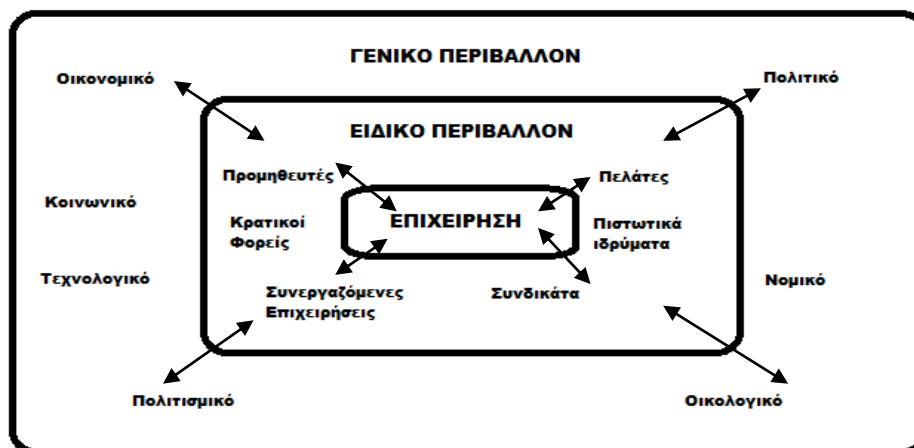 ΓΕΝΙΚΟ ΠΕΡΙΒΑΛΛΟΝ
Οικονομικό
Πολιτικό
ΕΙΔΙΚΟ ΠΕΡΙΒΑΛΛΟΝ
Προμηθευτές
Πελάτες
Κοινωνικό
Κρατικοί
Φορείς
ΕΠΙΧΕΙΡΗΣΗ
Πιστωτικά
ιδρύματα
Τεχνολογικό
Νομικό
Συνεργαζόμενες
Επιχειρήσεις
Συνδικάτα
Πολιτισμικό
Οικολογικό